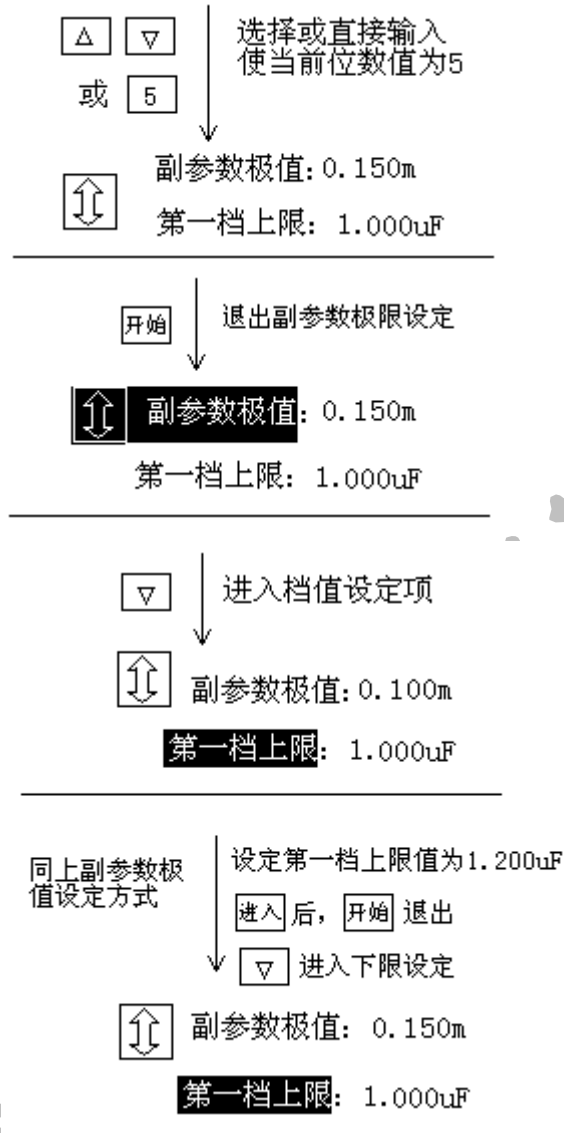 选择或直接输入
使当前位数值为5
或 5
副参数极值:0.150m
第一档上限: 1.000uF
开始 退出副参数极限设定
副参数极值: 0.150m
第一档上限: 1.000uF
进入档值设定项
副参数极值:0.100m
第一档上限: 1.000uF
同上副参数极
值设定方式
设定第一档上限值为1.200uF
进入后, 开始 退出
进入下限设定
副参数极值: 0.150m
第一档上限: 1.000uF